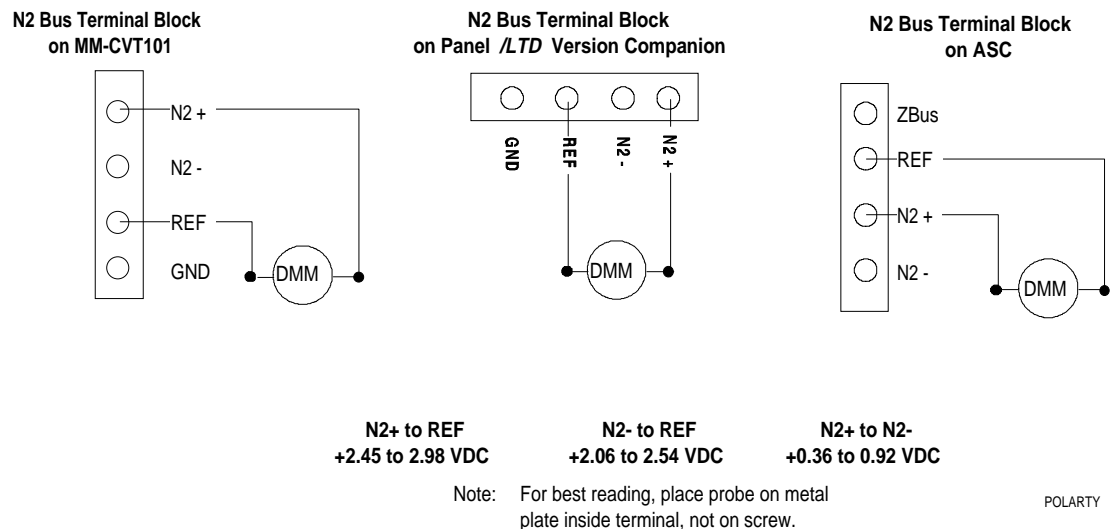 N2 Bus Terminal Block
on MM-CVT101
N2 +
N2 -
REF
GND
DMM
N2 Bus Terminal Block
on Panel /LTD Version Companion
GND
REF
N2 -
N2 +
DMM
N2 Bus Terminal Block
on ASC
ZBus
REF
N2 +
N2 -
DMM
N2+ to REF
+2.45 to 2.98 VDC
N2- to REF
+2.06 to 2.54 VDC
N2+ to N2-
+0.36 to 0.92 VDC
Note: For best reading, place probe on metal
plate inside terminal, not on screw.
POLARTY